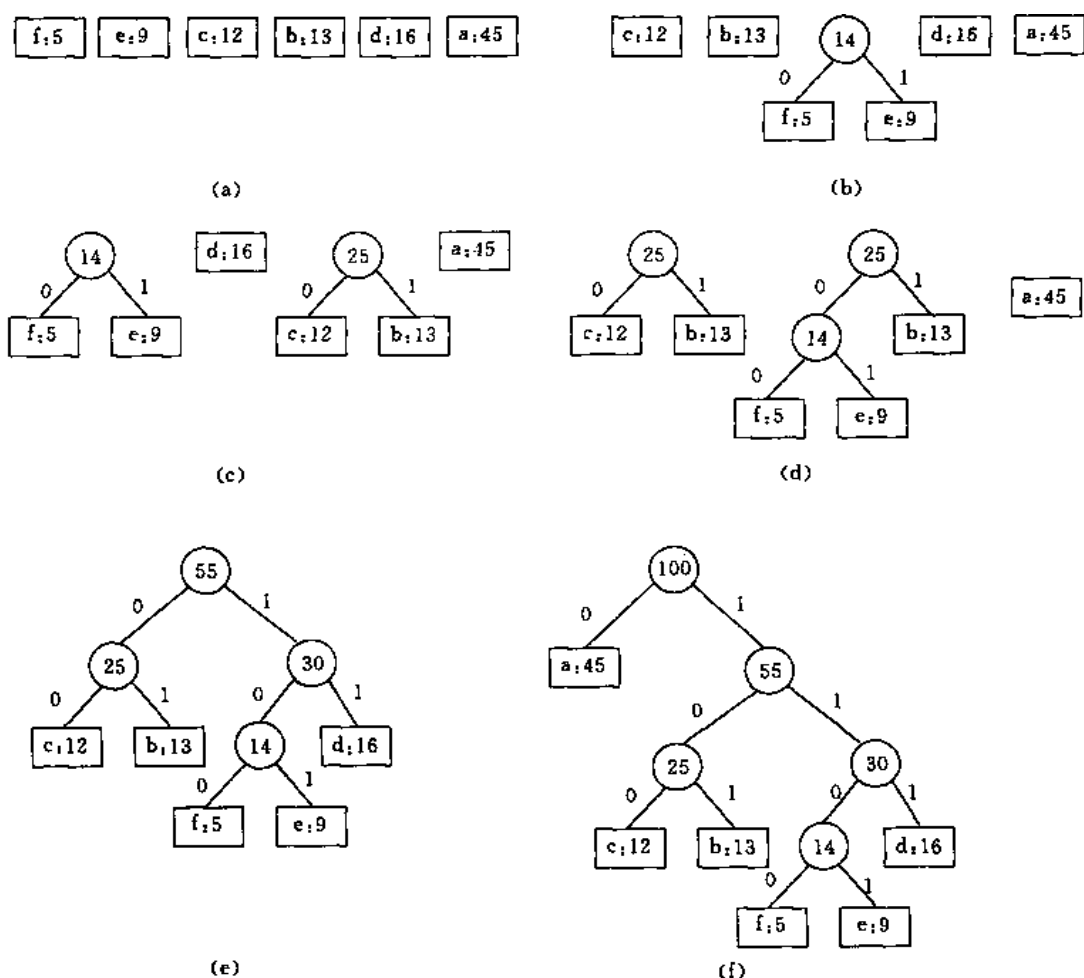 f:5 e:9 c:12 b:13 d:16 a:45
(a)
c:12 b:13 14 d:16 a:45
0 1
f:5 e:9
(b)
14 d:16 25 a:45
0 1 0 1
f:5 e:9 c:12 b:13
(c)
25 25
0 1 0 1
a:45
c:12 b:13 14 b:13
0 1
f:5 e:9
(d)
55
0 1
25 30
0 1 0 1
c:12 b:13 14 d:16
0 1
f:5 e:9
(e)
100
0 1
a:45 55
0 1
25 30
0 1 0 1
c:12 b:13 14 d:16
0 1
f:5 e:9
(f)